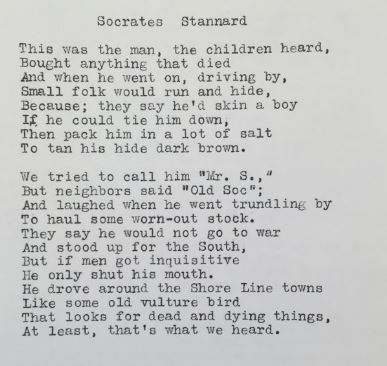 Socrates Stannard
This was the man, the children heard,
Bought anything that died
And when he went on, driving by,
Small folk would run and hide,
Because; they say he'd skin a boy
If he could tie him down,
Then pack him in a lot of salt
To tan his hide dark brown.
We tried to call him "Mr. S.,"
But neighbors said "Old Soc";
And laughed when he went trundling by
To haul some worn-out stock.
They say he would not go to war
And stood up for the South,
But if men got inquisitive
He only shut his mouth.
He drove around the Shore Line towns
Like some old vulture bird
That looks for dead and dying things,
At least, that's what we heard.